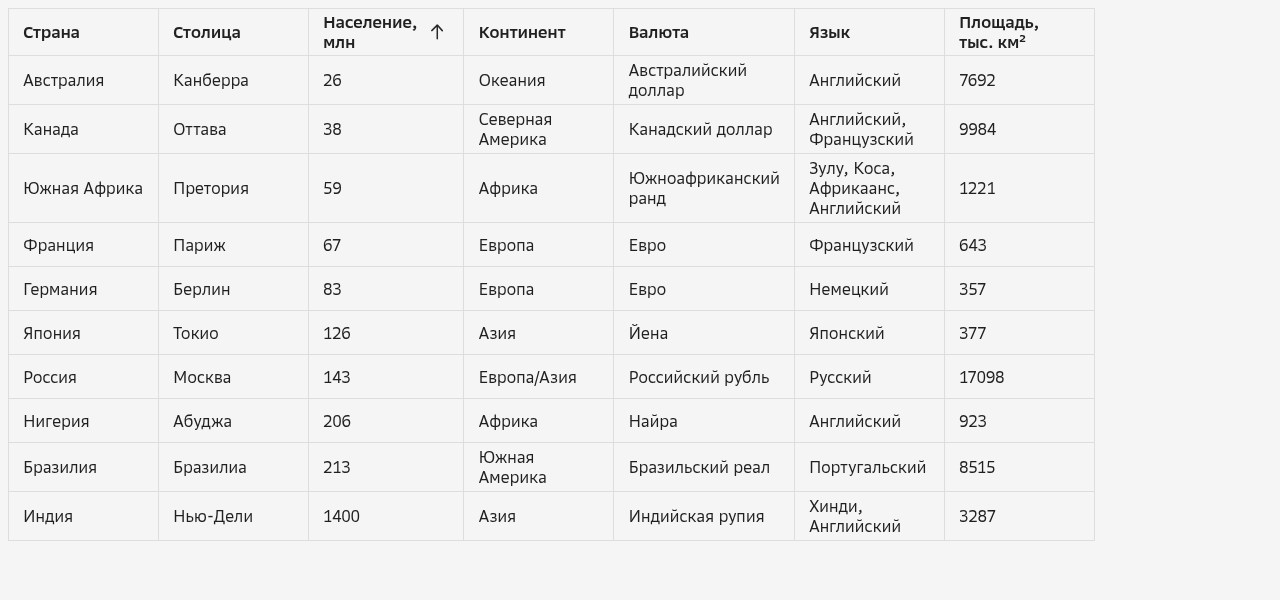 Страна Столица Население, млн Континент Валюта Язык Площадь, тыс. км²
Австралия Канберра 26 Океания Австралийский доллар Английский 7692
Канада Оттава 38 Северная Америка Канадский доллар Английский, Французский 9984
Южная Африка Претория 59 Африка Южноафриканский ранд Зулу, Коса, Африкаанс, Английский 1221
Франция Париж 67 Европа Евро Французский 643
Германия Берлин 83 Европа Евро Немецкий 357
Япония Токио 126 Азия Йена Японский 377
Россия Москва 143 Европа/Азия Российский рубль Русский 17098
Нигерия Абуджа 206 Африка Найра Английский 923
Бразилия Бразилиа 213 Южная Америка Бразильский реал Португальский 8515
Индия Нью-Дели 1400 Азия Индийская рупия Хинди, Английский 3287